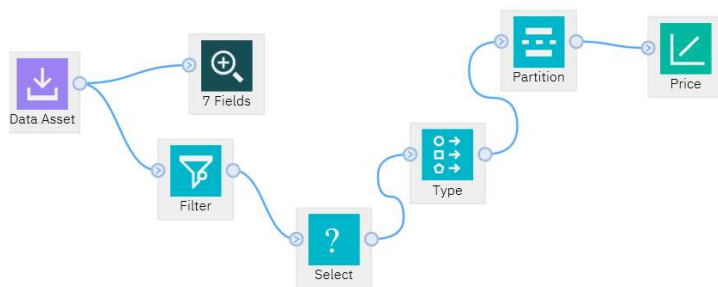 Data Asset
7 Fields
Filter
?
Select
Type
Partition
Price